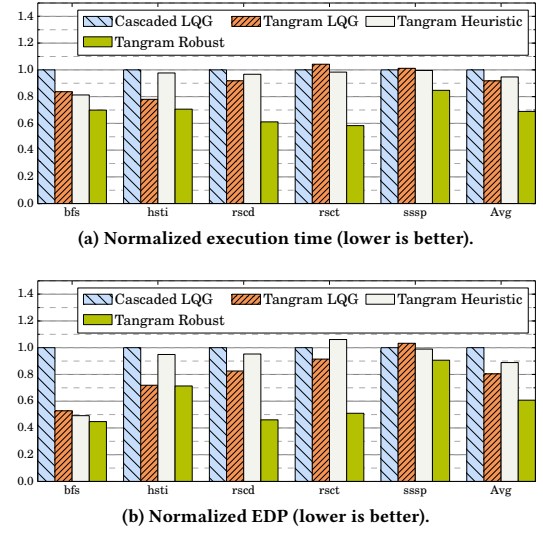 1.4
1.2
1.0
0.8
0.6
0.4
0.2
0.0
Cascaded LQG Tangram LQG Tangram Heuristic
Tangram Robust
bfs hsti rscd rsct sssp Avg
(a) Normalized execution time (lower is better).
1.4
1.2
1.0
0.8
0.6
0.4
0.2
0.0
Cascaded LQG Tangram LQG Tangram Heuristic
Tangram Robust
bfs hsti rscd rsct sssp Avg
(b) Normalized EDP (lower is better).